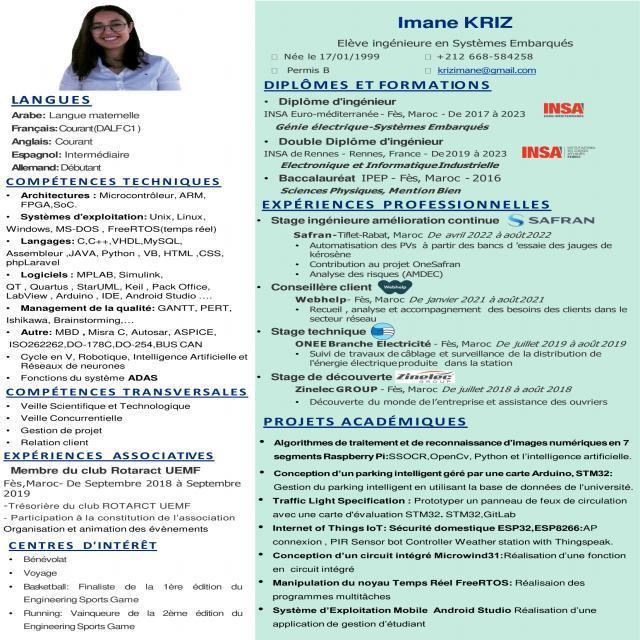 LANGUES
Arabe: Langue maternelle
Français: Courant(DALFC1 )
Anglais: Courant
Espagnol: Intermédiaire
Allemand: Débutant
COMPÉTENCES TECHNIQUES
• Architectures : Microcontrôleur, ARM,
FPGA,SoC.
• Systèmes d'exploitation: Unix, Linux,
Windows, MS-DOS , FreeRTOS(temps réel)
• Langages: C,C++,VHDL,MySQL,
Assembleur ,JAVA, Python , VB, HTML ,CSS,
phpLaravel
• Logiciels : MPLAB, Simulink,
QT , Quartus , StarUML, Keil , Pack Office,
LabView , Arduino , IDE, Android Studio ....
• Management de la qualité: GANTT, PERT,
Ishikawa, Brainstorming,...
• Autre: MBD , Misra C, Autosar, ASPICE,
ISO262262,DO-178C,DO-254,BUS CAN
• Cycle en V, Robotique, Intelligence Artificielle et
Réseaux de neurones
• Fonctions du système ADAS
COMPÉTENCES TRANSVERSALES
• Veille Scientifique et Technologique
• Veille Concurrentielle
• Gestion de projet
• Relation client
EXPÉRIENCES ASSOCIATIVES
Membre du club Rotaract UEMF
Fès,Maroc- De Septembre 2018 à Septembre
2019
-Trésorière du club ROTARCT UEMF
- Participation à la constitution de l'association
Organisation et animation des évènements
CENTRES D'INTÉRÊT
• Bénévolat
• Voyage
• Basketball: Finaliste de la 1ère édition du
Engineering Sports Game
• Running: Vainqueure de la 2ème édition du
Engineering Sports Game
Imane KRIZ
Elève ingénieure en Systèmes Embarqués
□ Née le 17/01/1999 □ +212 668-584258
□ Permis B □ krizimane@gmail.com
DIPLÔMES ET FORMATIONS
• Diplôme d'ingénieur
INSA Euro-méditerranée - Fès, Maroc - De 2017 à 2023
INSA
EURO-MÉDITERRANÉE
Génie électrique-Systèmes Embarqués
• Double Diplôme d'ingénieur
INSA de Rennes - Rennes, France - De2019 à 2023
INSA
Electronique et InformatiqueIndustrielle
• Baccalauréat IPEP - Fès, Maroc - 2016
Sciences Physiques, Mention Bien
EXPÉRIENCES PROFESSIONNELLES
• Stage ingénieure amélioration continue SAFRAN
Safran-Tiflet-Rabat, Maroc De avril 2022 à août2022
• Automatisation des PVs à partir des bancs d 'essaie des jauges de
kérosène
• Contribution au projet OneSafran
• Analyse des risques (AMDEC)
• Conseillère client Webhelp
Webhelp- Fès, Maroc De janvier 2021 à août2021
• Recueil , analyse et accompagnement des besoins des clients dans le
secteur réseau
• Stage technique
ONEE Branche Electricité - Fès, Maroc De juillet 2019 à août 2019
• Suivi de travaux de câblage et surveillance de la distribution de
l'énergie électrique produite dans la station
• Stage de découverte Zinelec GROUP
Zinelec GROUP - Fès, Maroc De juillet 2018 à août 2018
• Découverte du monde de l'entreprise et assistance des ouvriers
PROJETS ACADÉMIQUES
• Algorithmes de traitement et de reconnaissance d'images numériques en 7
segments Raspberry Pi:SSOCR,OpenCv, Python et l'intelligence artificielle.
• Conception d'un parking intelligent géré par une carte Arduino, STM32:
Gestion du parking intelligent en utilisant la base de données de l'université.
• Traffic Light Specification : Prototyper un panneau de feux de circulation
avec une carte d'évaluation STM32. STM32,GitLab
• Internet of Things IoT: Sécurité domestique ESP32,ESP8266:AP
connexion , PIR Sensor bot Controller Weather station with Thingspeak.
• Conception d'un circuit intégré Microwind31:Réalisation d'une fonction
en circuit intégré
• Manipulation du noyau Temps Réel FreeRTOS: Réalisaion des
programmes multitâches
• Système d'Exploitation Mobile Android Studio Réalisation d'une
application de gestion d'étudiant